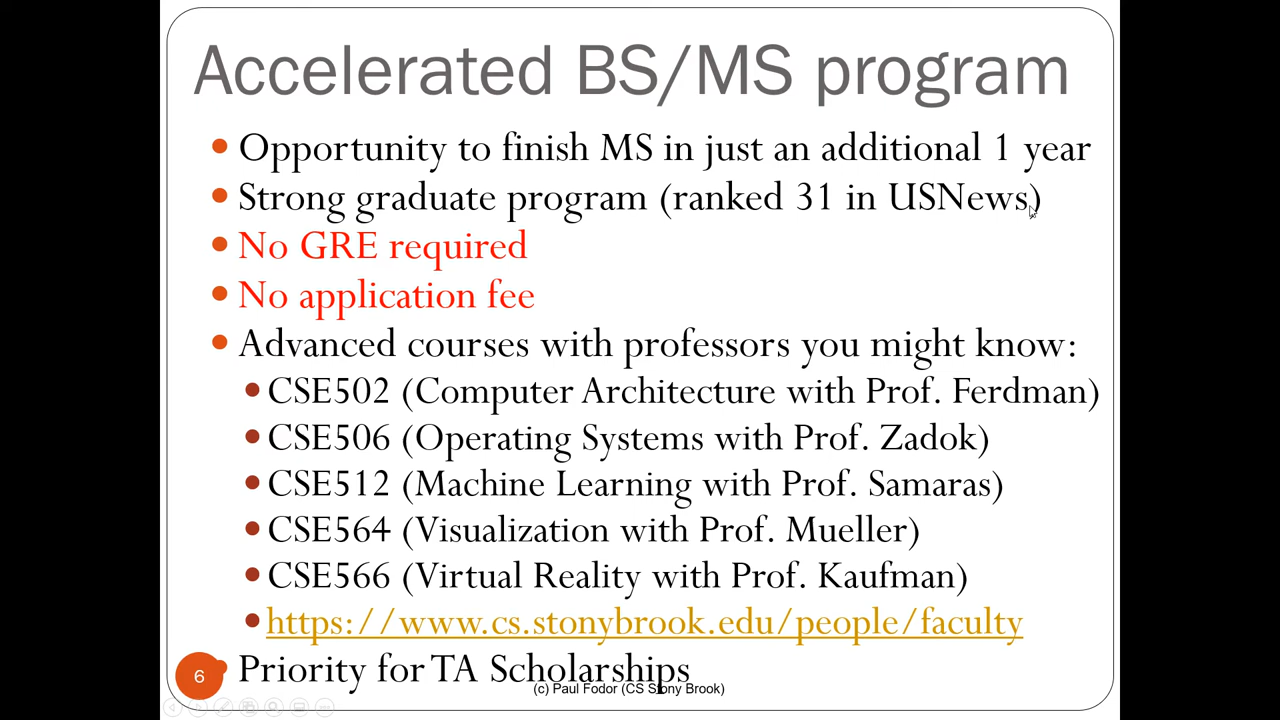 Accelerated BS/MS program
• Opportunity to finish MS in just an additional 1 year
• Strong graduate program (ranked 31 in USNews)
• No GRE required
• No application fee
• Advanced courses with professors you might know:
• CSE502 (Computer Architecture with Prof. Ferdman)
• CSE506 (Operating Systems with Prof. Zadok)
• CSE512 (Machine Learning with Prof. Samaras)
• CSE564 (Visualization with Prof. Mueller)
• CSE566 (Virtual Reality with Prof. Kaufman)
• https://www.cs.stonybrook.edu/people/faculty
• Priority for TA Scholarships
6
(c) Paul Fodor (CS Stony Brook)